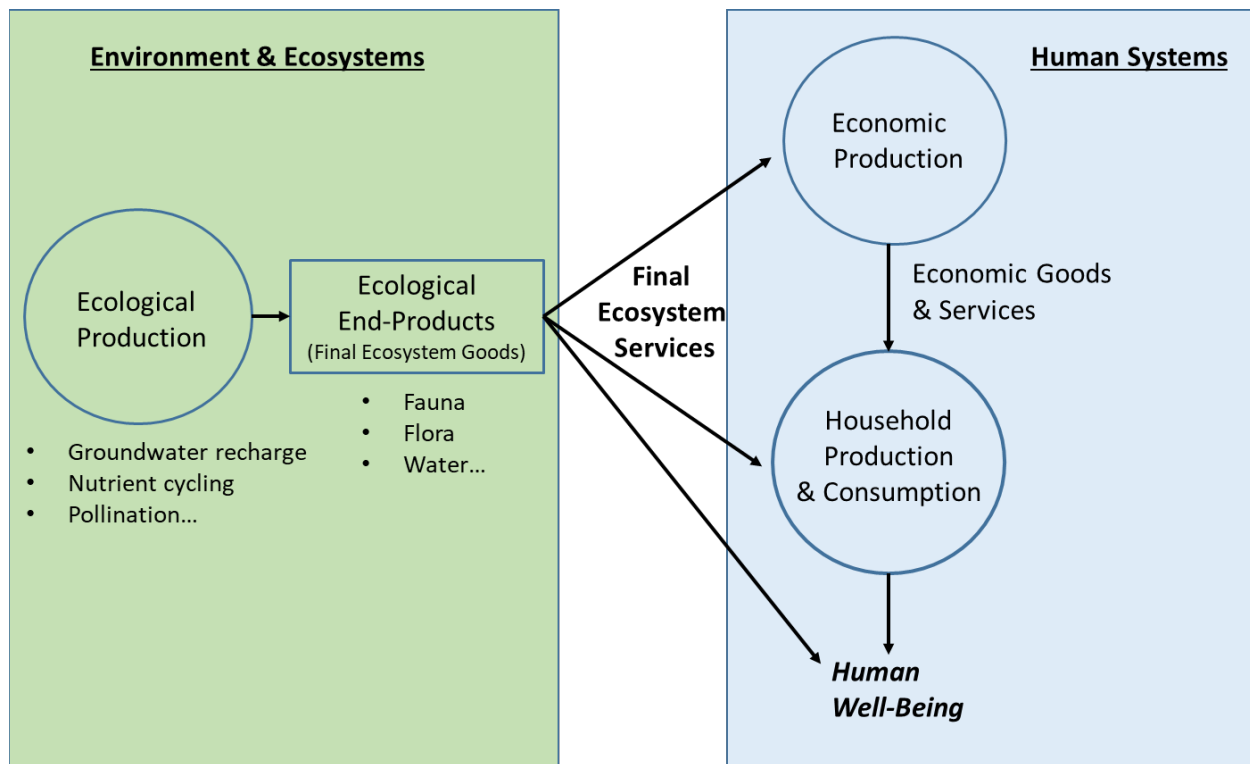 Environment & Ecosystems
Ecological
Production
Groundwater recharge
Nutrient cycling
Pollination…
Ecological
End-Products
(Final Ecosystem Goods)
Fauna
Flora
Water…
Final
Ecosystem
Services
Human Systems
Economic
Production
Economic Goods
& Services
Household
Production
& Consumption
Human
Well-Being